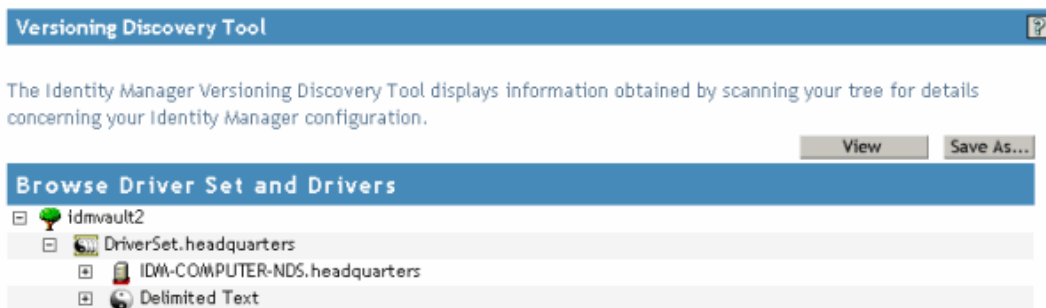 Versioning Discovery Tool
?
The Identity Manager Versioning Discovery Tool displays information obtained by scanning your tree for details
concerning your Identity Manager configuration.
View Save As...
Browse Driver Set and Drivers
idmvault2
DriverSet.headquarters
IDM-COMPUTER-NDS.headquarters
Delimited Text